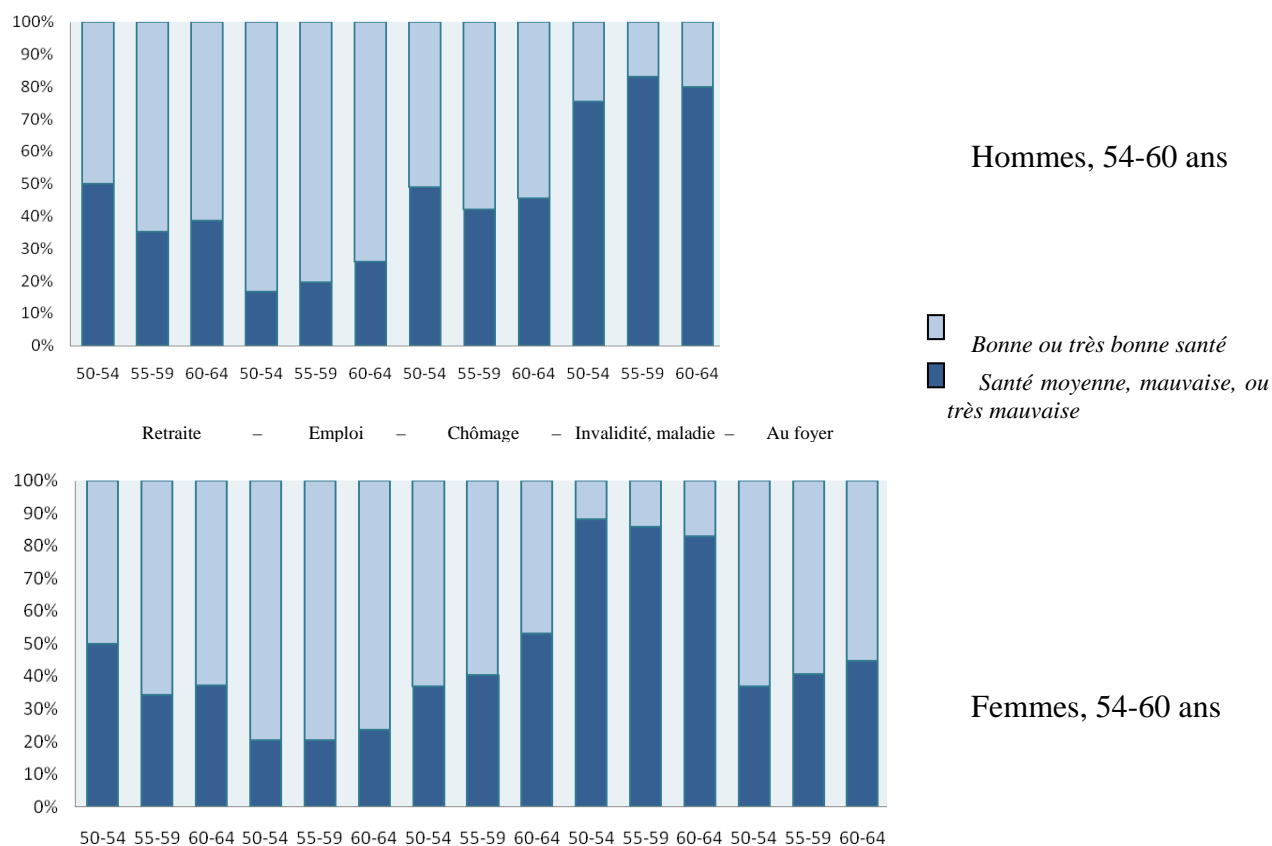 100%
90%
80%
70%
60%
50%
40%
30%
20%
10%
0%
50-54 55-59 60-64 50-54 55-59 60-64 50-54 55-59 60-64 50-54 55-59 60-64
Hommes, 54-60 ans
Bonne ou très bonne santé
Santé moyenne, mauvaise, ou
très mauvaise
Retraite – Emploi – Chômage – Invalidité, maladie – Au foyer
100%
90%
80%
70%
60%
50%
40%
30%
20%
10%
0%
50-54 55-59 60-64 50-54 55-59 60-64 50-54 55-59 60-64 50-54 55-59 60-64 50-54 55-59 60-64
Femmes, 54-60 ans